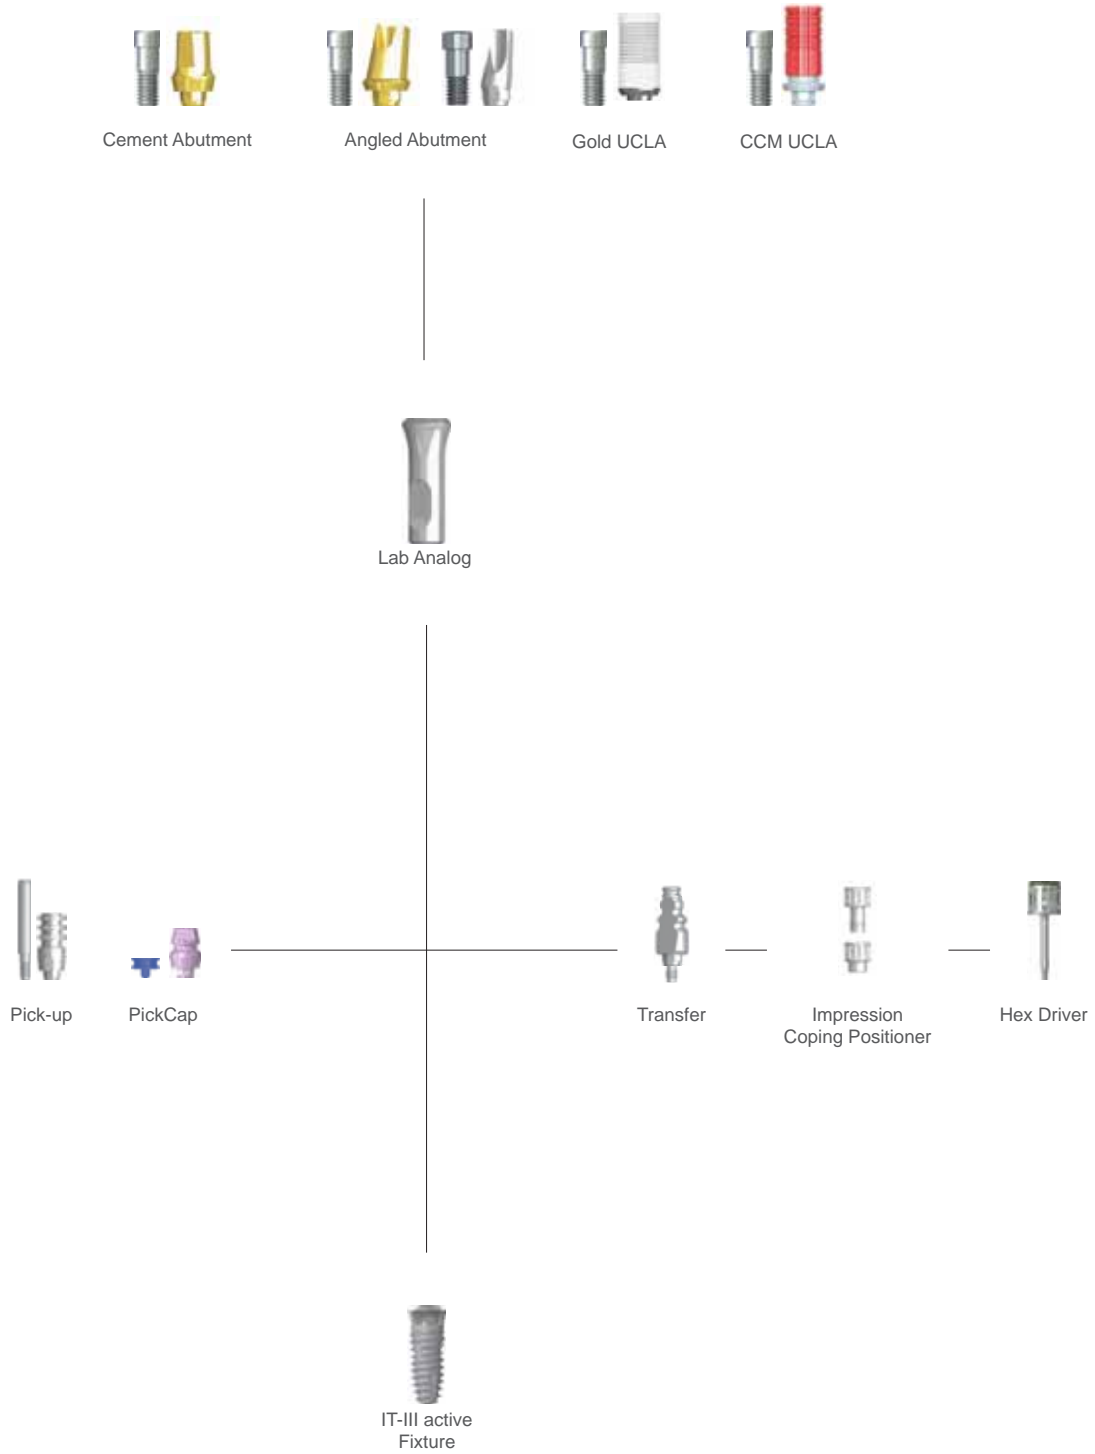 Cement Abutment
Angled Abutment
Gold UCLA
CCM UCLA
Lab Analog
Pick-up
PickCap
Transfer
Impression
Coping Positioner
Hex Driver
IT-III active
Fixture